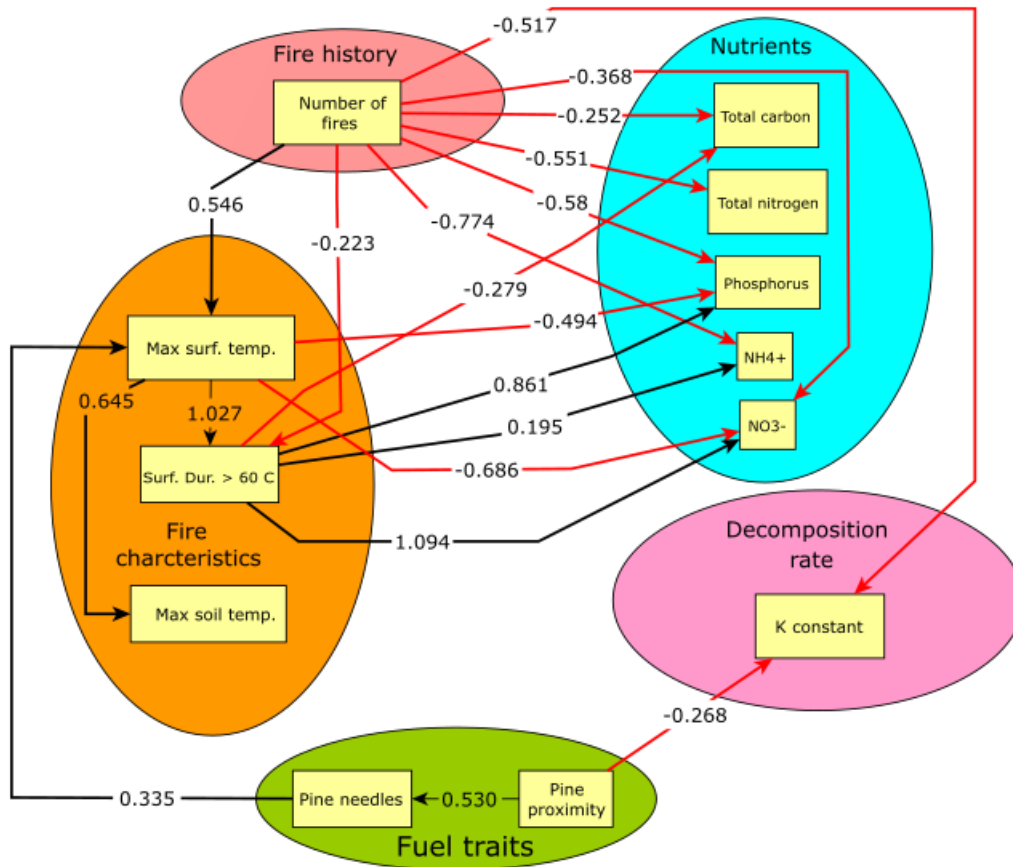 -0.517
Fire history
Nutrients
-0.368
Number of
fires
-0.252
Total carbon
-0.551
-0.58
Total nitrogen
0.546
-0.774
-0.223
-0.279
Phosphorus
-0.494
Max surf. temp.
NH4+
0.861
0.645
1.027
0.195
NO3-
-0.686
Surf. Dur. > 60 C
1.094
Fire
charcteristics
Decomposition
rate
Max soil temp.
K constant
-0.268
0.335
Pine needles
0.530
Pine
proximity
Fuel traits